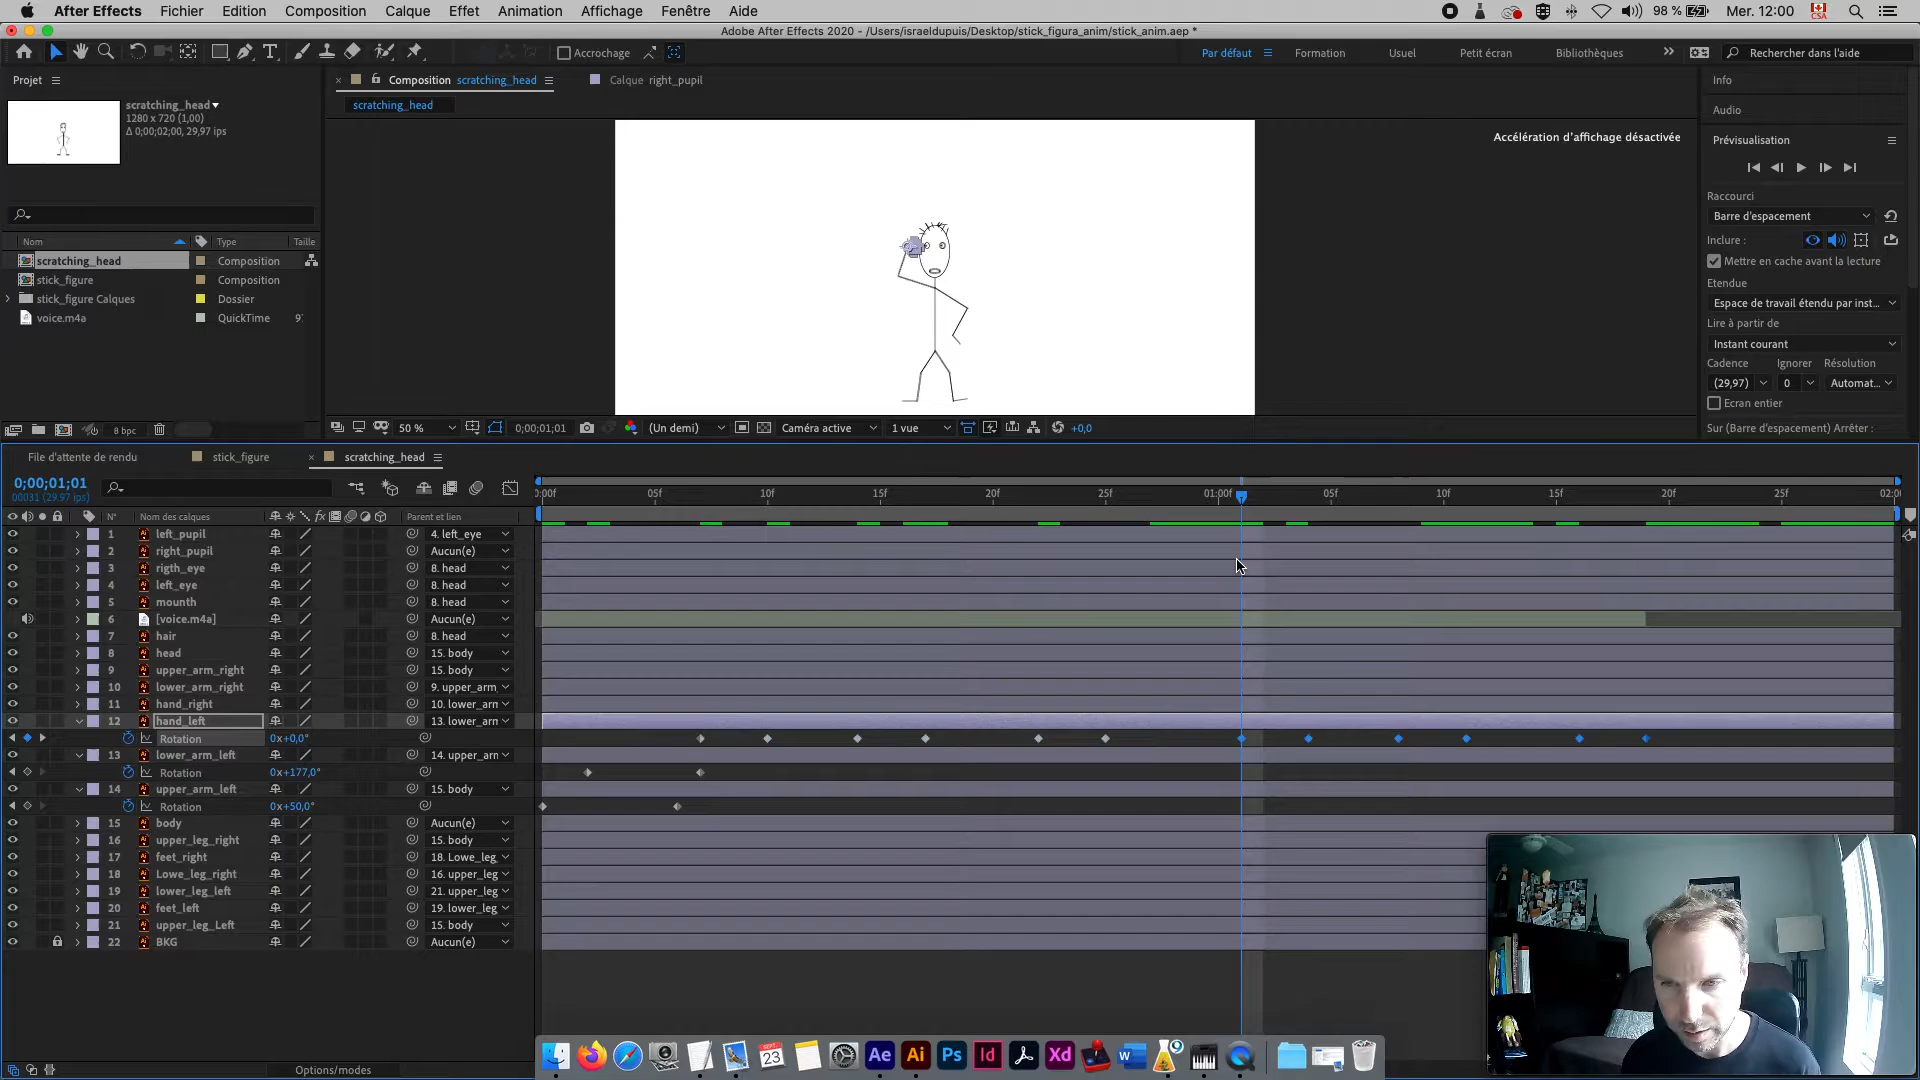 After Effects Fichier Edition Composition Calque Effet Animation Affichage Fenêtre Aide 98 % Mer. 12:00 CSA
Adobe After Effects 2020 - /Users/israeldupuis/Desktop/stick_figura_anim/stick_anim.aep *
Accrochage Par défaut Formation Usuel Petit écran Bibliothèques Rechercher dans l'aide
Projet
Composition scratching_head Calque right_pupil
Info
scratching_head
1280 x 720 (1,00)
Δ 0;00;02;00, 29,97 ips
scratching_head
Audio
Accélération d'affichage désactivée
Prévisualisation
Raccourci
Barre d'espacement
Inclure :
Mettre en cache avant la lecture
Etendue
Espace de travail étendu par inst...
Lire à partir de
Instant courant
Cadence Ignorer Résolution
(29,97) 0 Automat...
Ecran entier
Sur (Barre d'espacement) Arrêter :
Nom Type Taille
scratching_head Composition
stick_figure Composition
stick_figure Calques Dossier
voice.m4a QuickTime 9
8 bpc
50 % 0;00;01;01 (Un demi) Caméra active 1 vue +0,0
File d'attente de rendu stick_figure scratching_head
0;00;01;01
00031 (29.97 ips)
0:00f 05f 10f 15f 20f 25f 01:00f 05f 10f 15f 20f 25f 02:00
N° Nom des calques Parent et lien
1 left_pupil 4. left_eye
2 right_pupil Aucun(e)
3 rigth_eye 8. head
4 left_eye 8. head
5 mounth 8. head
6 [voice.m4a] Aucun(e)
7 hair 8. head
8 head 15. body
9 upper_arm_right 15. body
10 lower_arm_right 9. upper_arm
11 hand_right 10. lower_arm
12 hand_left 13. lower_arm
Rotation 0x+0,0°
13 lower_arm_left 14. upper_arm
Rotation 0x+177,0°
14 upper_arm_left 15. body
Rotation 0x+50,0°
15 body Aucun(e)
16 upper_leg_right 15. body
17 feet_right 18. Lowe_leg
18 Lowe_leg_right 16. upper_leg
19 lower_leg_left 21. upper_leg
20 feet_left 19. lower_leg
21 upper_leg_Left 15. body
22 BKG Aucun(e)
Options/modes
SEPT. 23 Ae Ai Ps Id Xd W 9